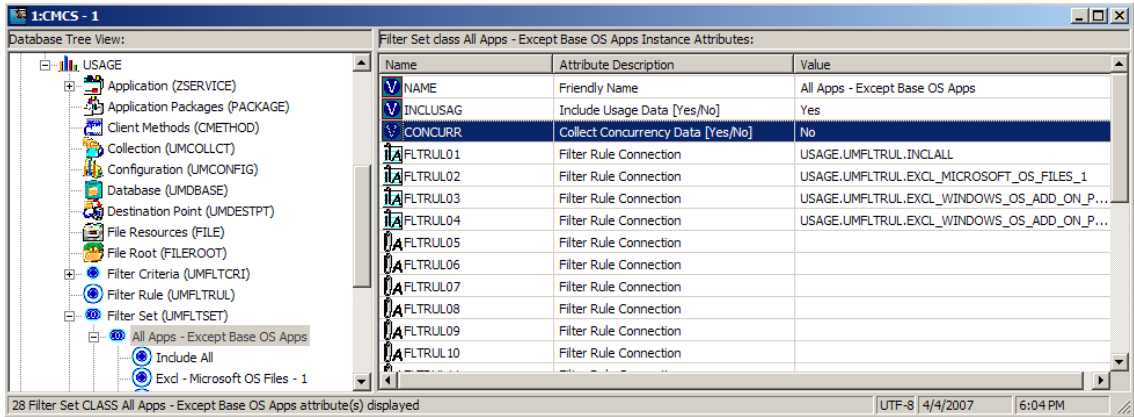 1:CMCS - 1
Database Tree View:
Filter Set class All Apps - Except Base OS Apps Instance Attributes:
USAGE
Application (ZSERVICE)
Application Packages (PACKAGE)
Client Methods (CMETHOD)
Collection (UMCOLLCT)
Configuration (UMCONFIG)
Database (UMDBASE)
Destination Point (UMDESTPT)
File Resources (FILE)
File Root (FILEROOT)
Filter Criteria (UMFLTCRI)
Filter Rule (UMFLTRUL)
Filter Set (UMFLTSET)
All Apps - Except Base OS Apps
Include All
Excl - Microsoft OS Files - 1
Name Attribute Description Value
NAME Friendly Name All Apps - Except Base OS Apps
INCLUSAG Include Usage Data [Yes/No] Yes
CONCURR Collect Concurrency Data [Yes/No] No
FLTRUL01 Filter Rule Connection USAGE.UMFLTRUL.INCLALL
FLTRUL02 Filter Rule Connection USAGE.UMFLTRUL.EXCL_MICROSOFT_OS_FILES_1
FLTRUL03 Filter Rule Connection USAGE.UMFLTRUL.EXCL_WINDOWS_OS_ADD_ON_P...
FLTRUL04 Filter Rule Connection USAGE.UMFLTRUL.EXCL_WINDOWS_OS_ADD_ON_P...
FLTRUL05 Filter Rule Connection
FLTRUL06 Filter Rule Connection
FLTRUL07 Filter Rule Connection
FLTRUL08 Filter Rule Connection
FLTRUL09 Filter Rule Connection
FLTRUL10 Filter Rule Connection
28 Filter Set CLASS All Apps - Except Base OS Apps attribute(s) displayed
UTF-8 4/4/2007 6:04 PM